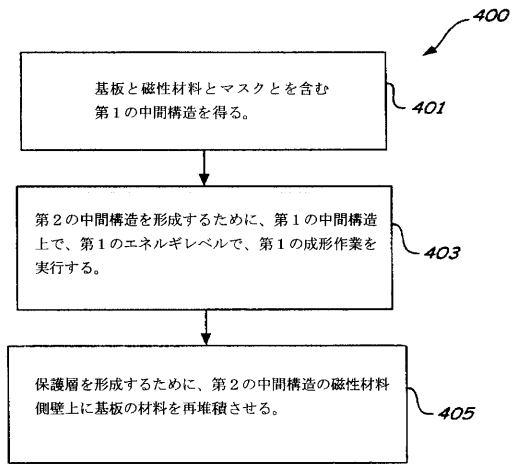 400
基板と磁性材料とマスクとを含む
第1の中間構造を得る。
401
第2の中間構造を形成するために、第1の中間構造
上で、第1のエネルギレベルで、第1の成形作業を
実行する。
403
保護層を形成するために、第2の中間構造の磁性材料
側壁上に基板の材料を再堆積させる。
405